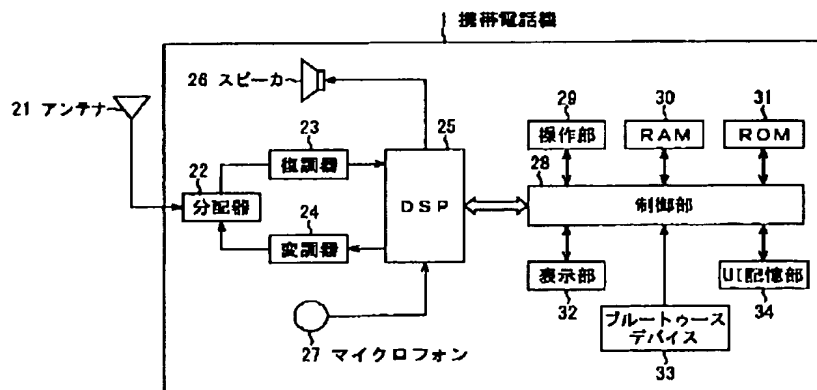 携帯電話機
26 スピーカ
21 アンテナ
23
復調器
25
DSP
29
操作部
30
RAM
31
ROM
22
分配器
24
変調器
28
制御部
27 マイクロフォン
表示部
32
ブルートゥース
デバイス
33
UI記憶部
34